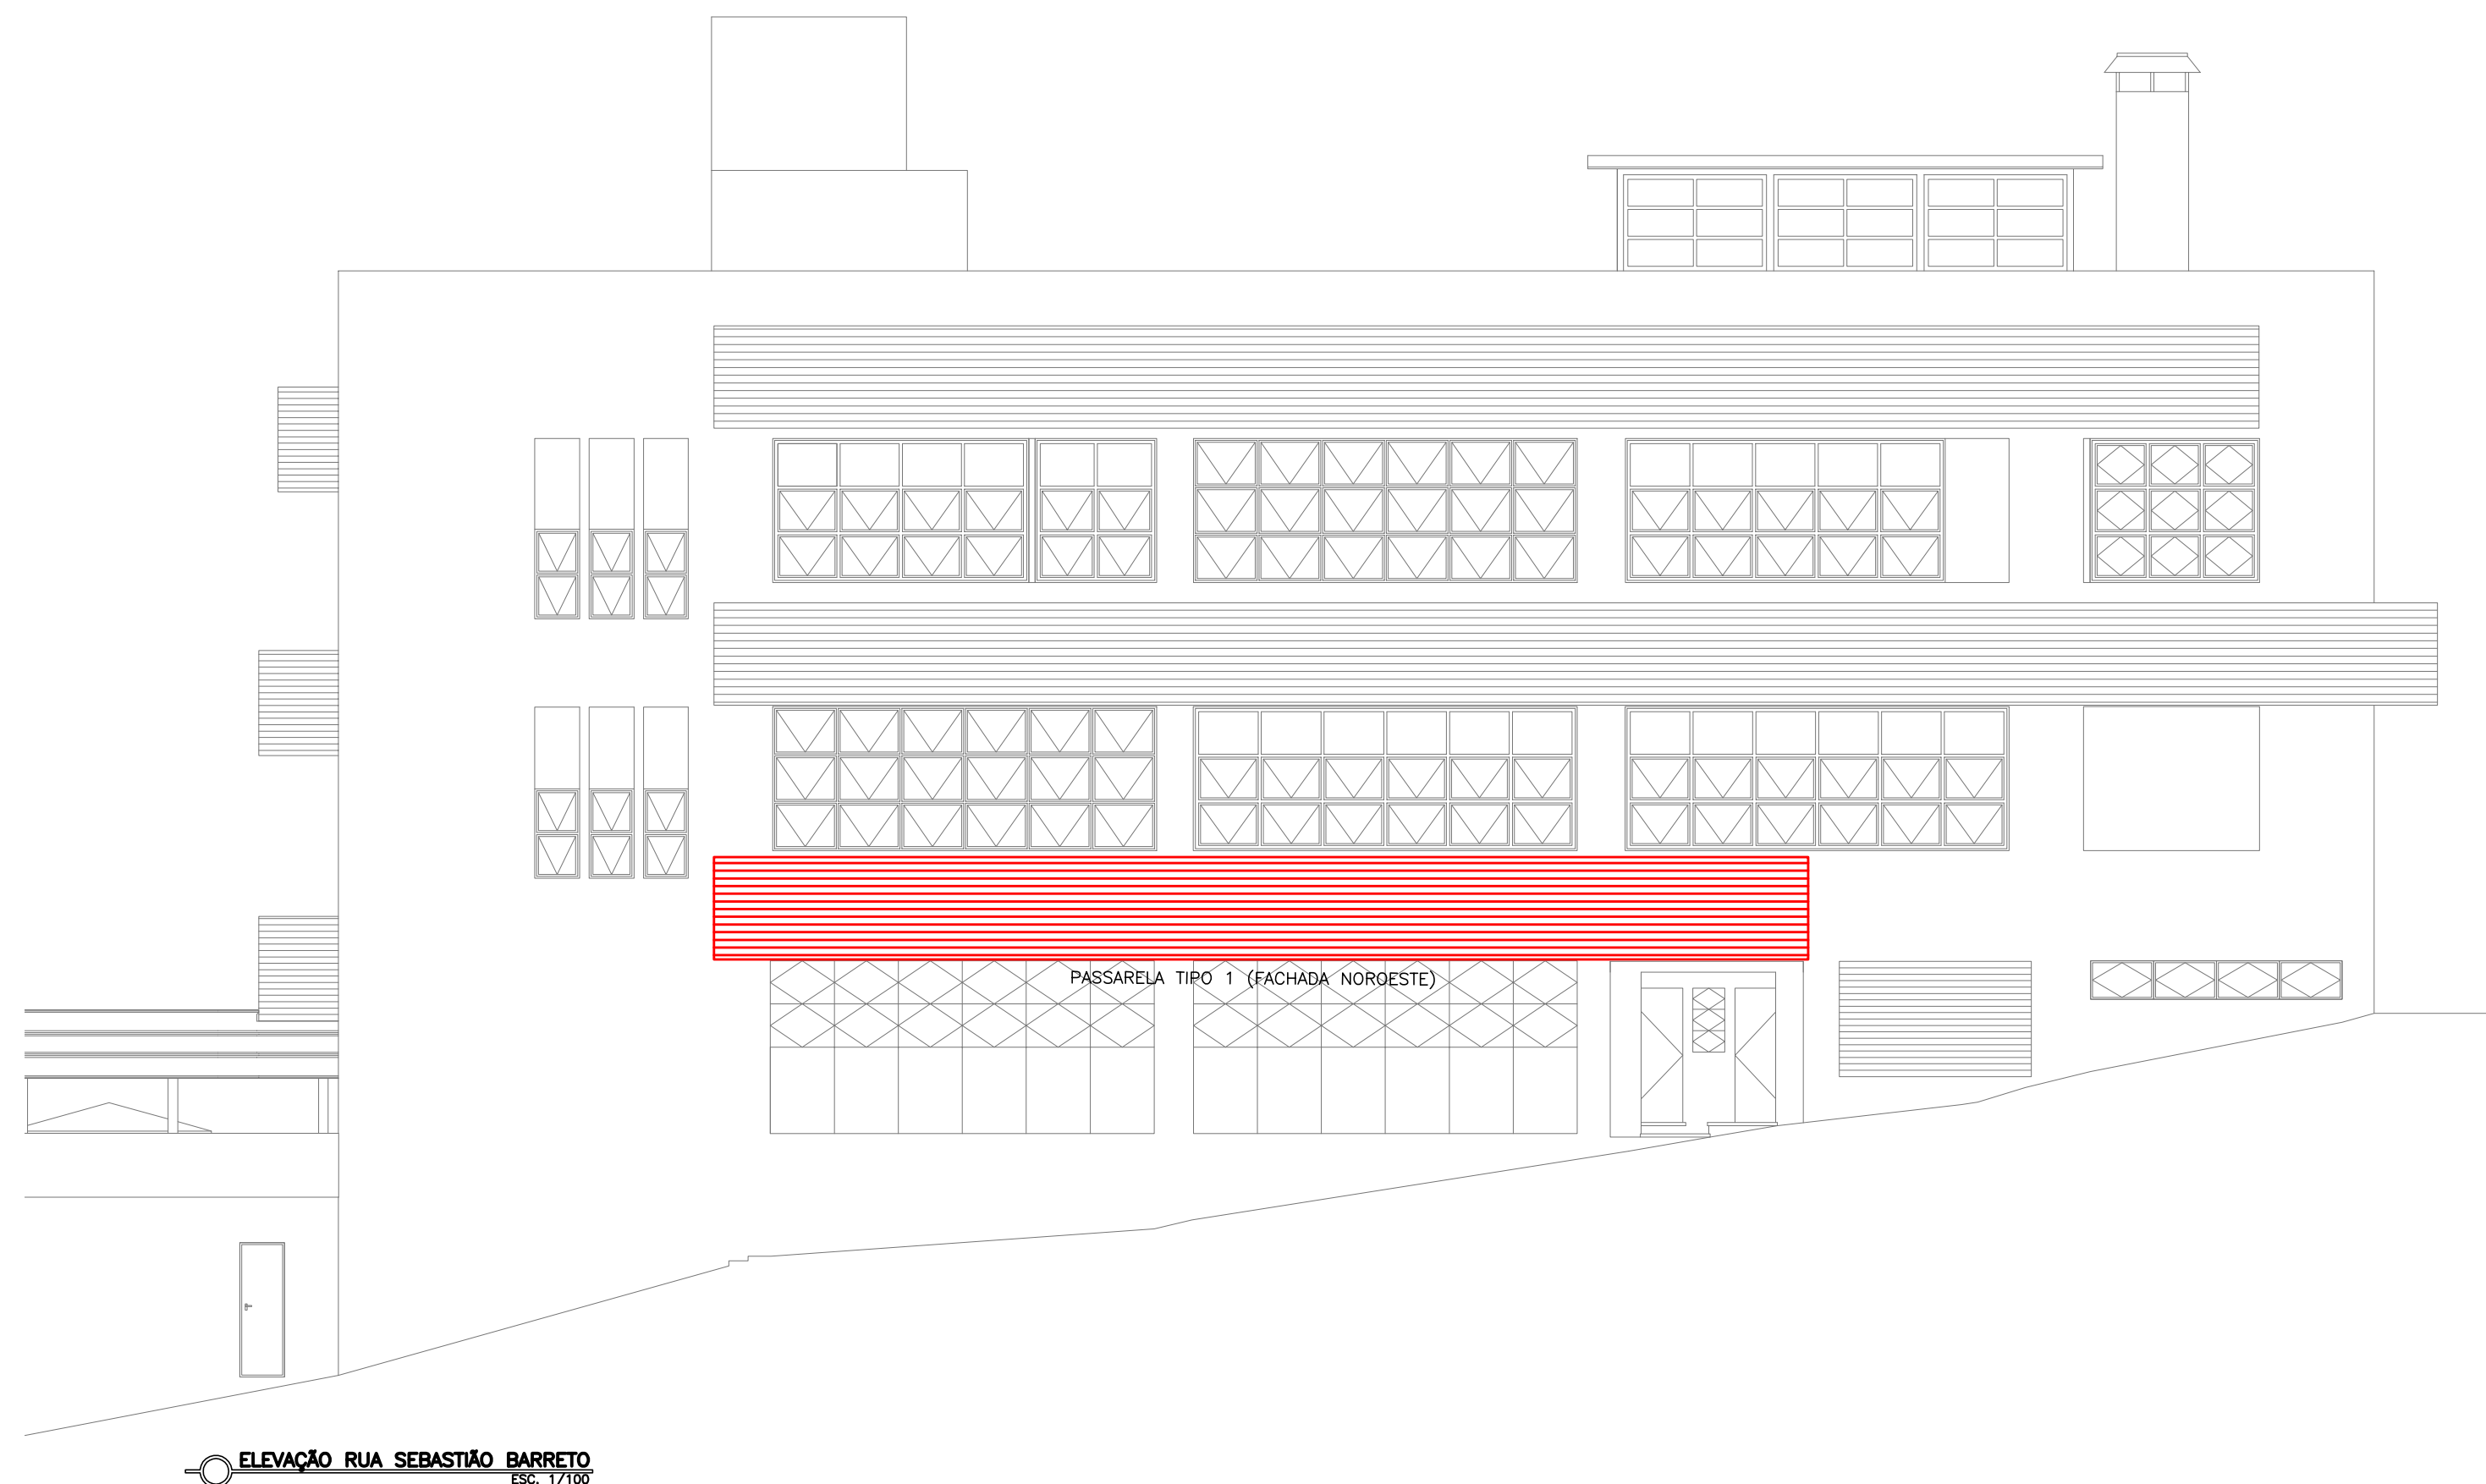 PASSARELA TIPO 1 (FACHADA NOROESTE)
ELEVAÇÃO RUA SEBASTIÃO BARRETO
ESC. 1/100